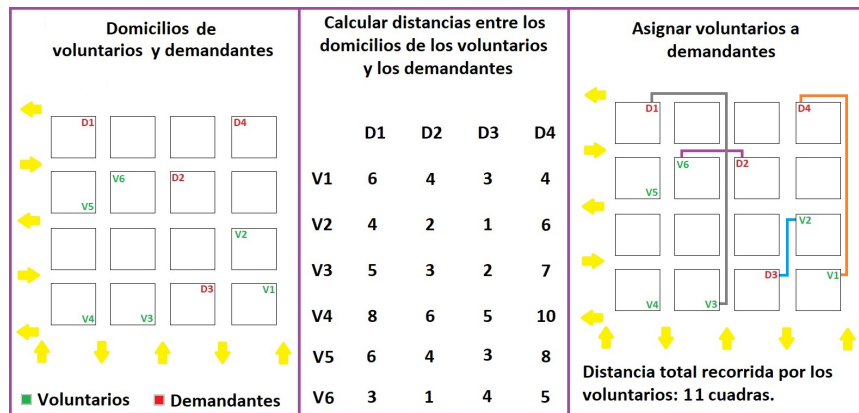 Domicilios de
voluntarios y demandantes
D1 D4
V6 D2
V5
V2
D3 V1
V4 V3
Voluntarios Demandantes
Calcular distancias entre los
domicilios de los voluntarios
y los demandantes
D1 D2 D3 D4
V1 6 4 3 4
V2 4 2 1 6
V3 5 3 2 7
V4 8 6 5 10
V5 6 4 3 8
V6 3 1 4 5
Asignar voluntarios a
demandantes
D1 D4
V6 D2
V5
V2
D3 V1
V4 V3
Distancia total recorrida por los
voluntarios: 11 cuadras.